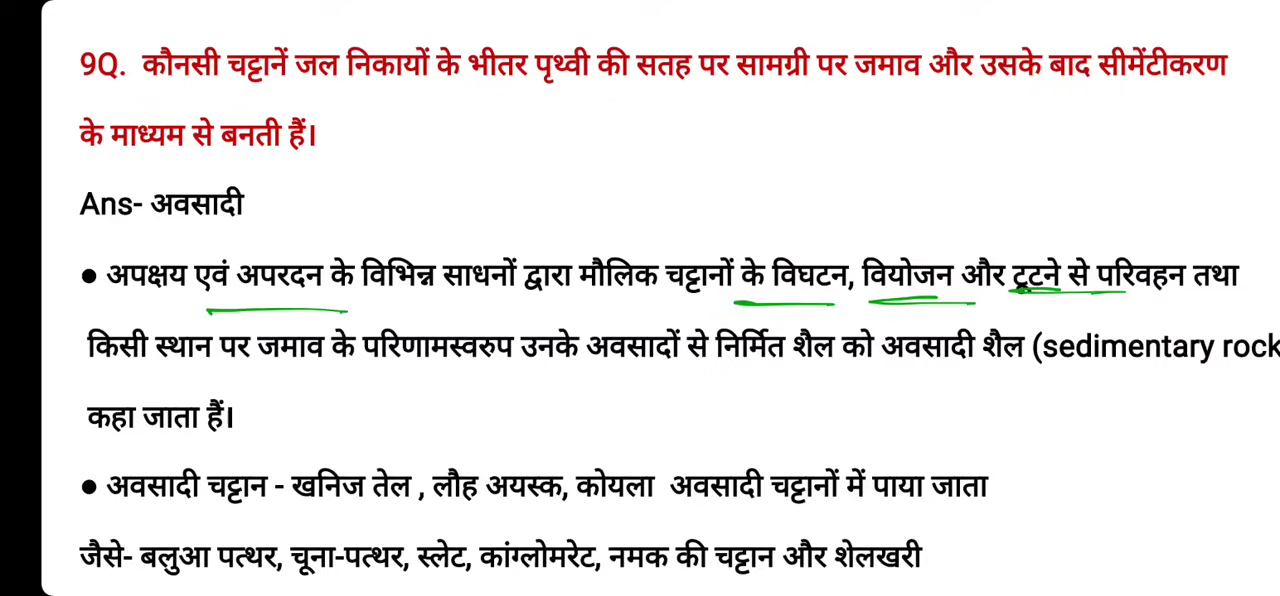 9Q. कौनसी चट्टानें जल निकायों के भीतर पृथ्वी की सतह पर सामग्री पर जमाव और उसके बाद सीमेंटीकरण
के माध्यम से बनती हैं।
Ans- अवसादी
● अपक्षय एवं अपरदन के विभिन्न साधनों द्वारा मौलिक चट्टानों के विघटन, वियोजन और टूटने से परिवहन तथा
किसी स्थान पर जमाव के परिणामस्वरुप उनके अवसादों से निर्मित शैल को अवसादी शैल (sedimentary rock
कहा जाता हैं।
● अवसादी चट्टान - खनिज तेल , लौह अयस्क, कोयला अवसादी चट्टानों में पाया जाता
जैसे- बलुआ पत्थर, चूना-पत्थर, स्लेट, कांग्लोमरेट, नमक की चट्टान और शेलखरी